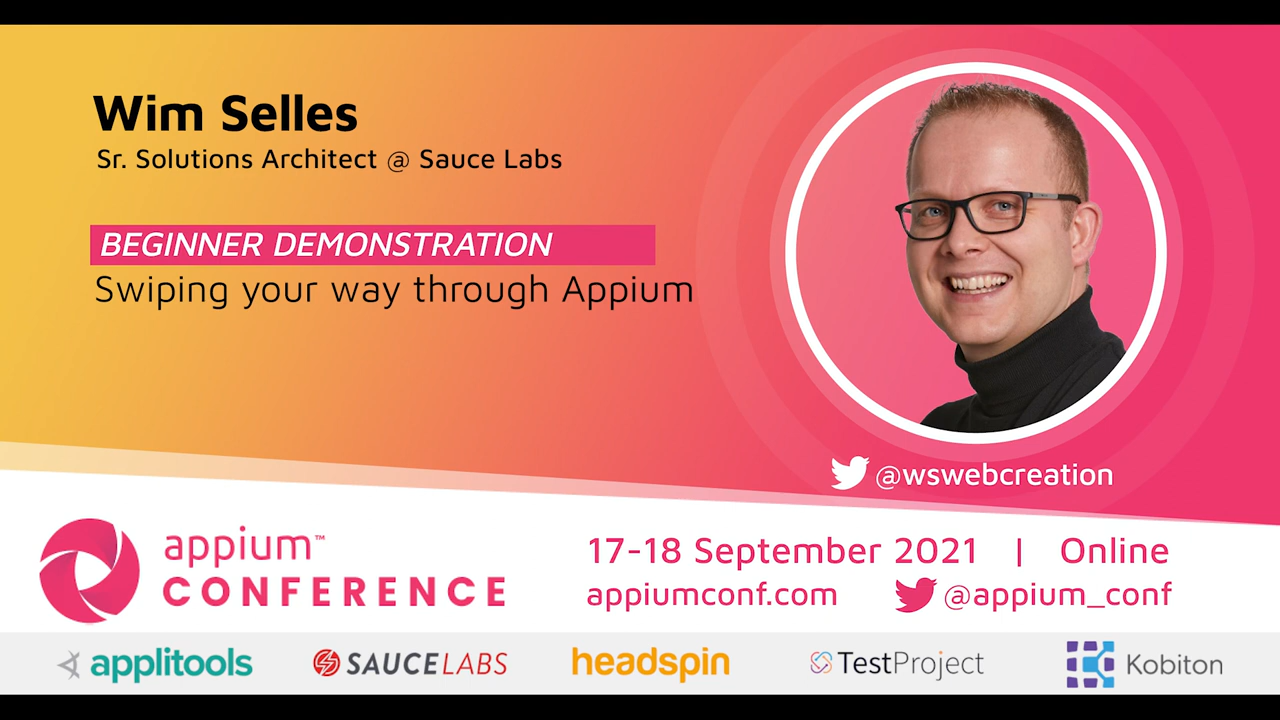 Wim Selles
Sr. Solutions Architect @ Sauce Labs
BEGINNER DEMONSTRATION
Swiping your way through Appium
@wswebcreation
appium™
CONFERENCE
17-18 September 2021 | Online
appiumconf.com @appium_conf
applitools SAUCELABS headspin TestProject Kobiton